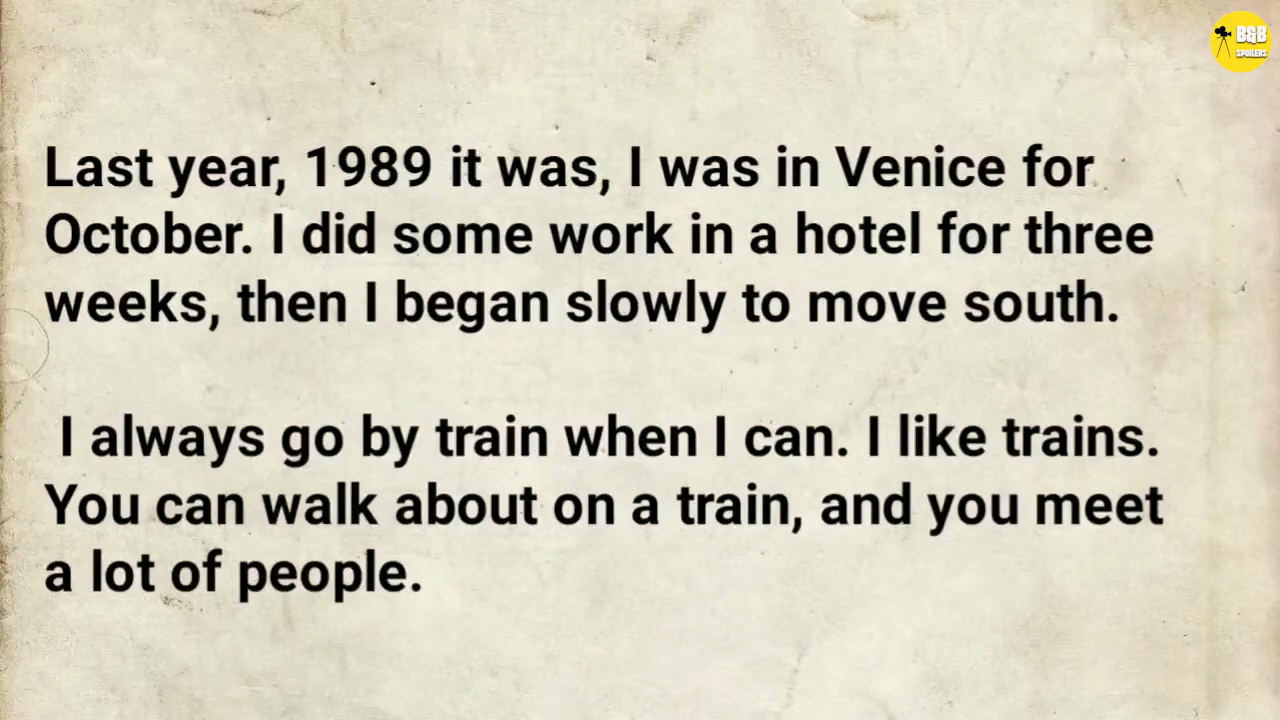 B&B
SPOILERS
Last year, 1989 it was, I was in Venice for
October. I did some work in a hotel for three
weeks, then I began slowly to move south.
I always go by train when I can. I like trains.
You can walk about on a train, and you meet
a lot of people.